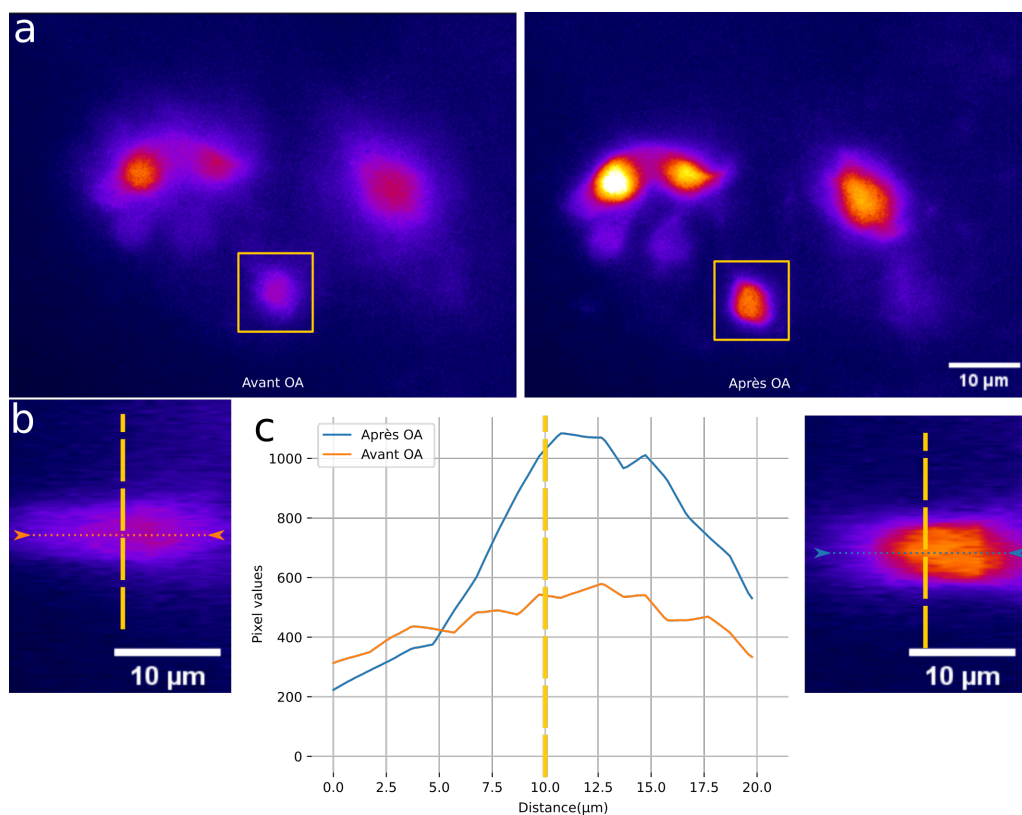 a
Avant OA
Après OA
10 µm
b
10 µm
c
Après OA
Avant OA
1000
800
600
400
200
0
Pixel values
0.0 2.5 5.0 7.5 10.0 12.5 15.0 17.5 20.0
Distance(µm)
10 µm